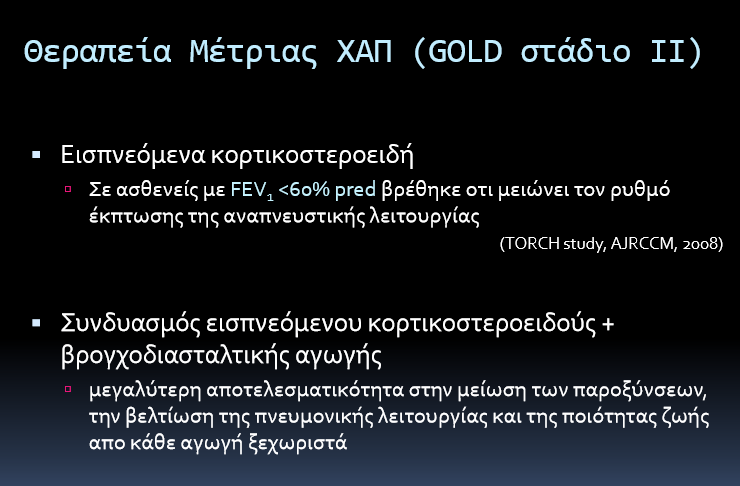 Θεραπεία Μέτριας ΧΑΠ (GOLD στάδιο ΙΙ)
Εισπνεόμενα κορτικοστεροειδή
Σε ασθενείς με FEV1 <60% pred βρέθηκε οτι μειώνει τον ρυθμό
έκπτωσης της αναπνευστικής λειτουργίας
(TORCH study, AJRCCM, 2008)
Συνδυασμός εισπνεόμενου κορτικοστεροειδούς +
βρογχοδιασταλτικής αγωγής
μεγαλύτερη αποτελεσματικότητα στην μείωση των παροξύνσεων,
την βελτίωση της πνευμονικής λειτουργίας και της ποιότητας ζωής
απο κάθε αγωγή ξεχωριστά